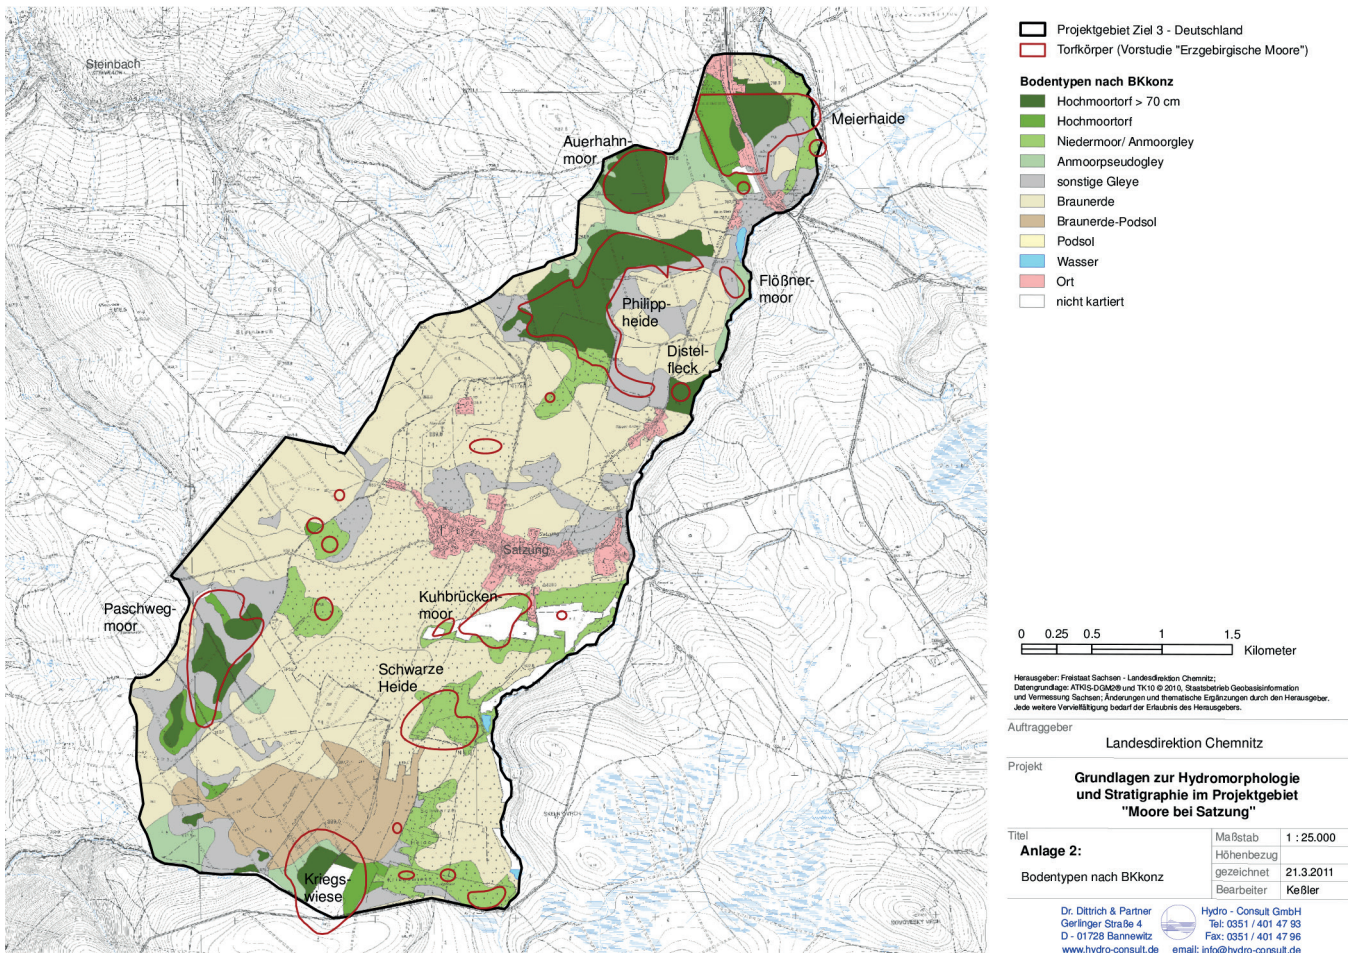 Steinbach
Auerhahn-
moor
Meierhaide
Flößner-
moor
Philipp-
heide
Distel-
fleck
Satzung
Paschweg-
moor
Kuhbrücken-
moor
Schwarze
Heide
Kriegs-
wiese
Projektgebiet Ziel 3 - Deutschland
Torfkörper (Vorstudie "Erzgebirgische Moore")
Bodentypen nach BKkonz
Hochmoortorf > 70 cm
Hochmoortorf
Niedermoor/ Anmoorgley
Anmoorpseudogley
sonstige Gleye
Braunerde
Braunerde-Podsol
Podsol
Wasser
Ort
nicht kartiert
0 0.25 0.5 1 1.5
Kilometer
Herausgeber: Freistaat Sachsen - Landesdirektion Chemnitz;
Datengrundlage: ATKIS-DGM2® und TK10 © 2010, Staatsbetrieb Geobasisinformation
und Vermessung Sachsen; Änderungen und thematische Ergänzungen durch den Herausgeber.
Jede weitere Vervielfältigung bedarf der Erlaubnis des Herausgebers.
Auftraggeber
Landesdirektion Chemnitz
Projekt
Grundlagen zur Hydromorphologie
und Stratigraphie im Projektgebiet
"Moore bei Satzung"
Titel
Anlage 2:
Bodentypen nach BKkonz
Maßstab 1 : 25.000
Höhenbezug
gezeichnet 21.3.2011
Bearbeiter Keßler
Dr. Dittrich & Partner
Gerlinger Straße 4
D - 01728 Bannewitz
www.hydro-consult.de
Hydro - Consult GmbH
Tel: 0351 / 401 47 93
Fax: 0351 / 401 47 96
email: info@hydro-consult.de